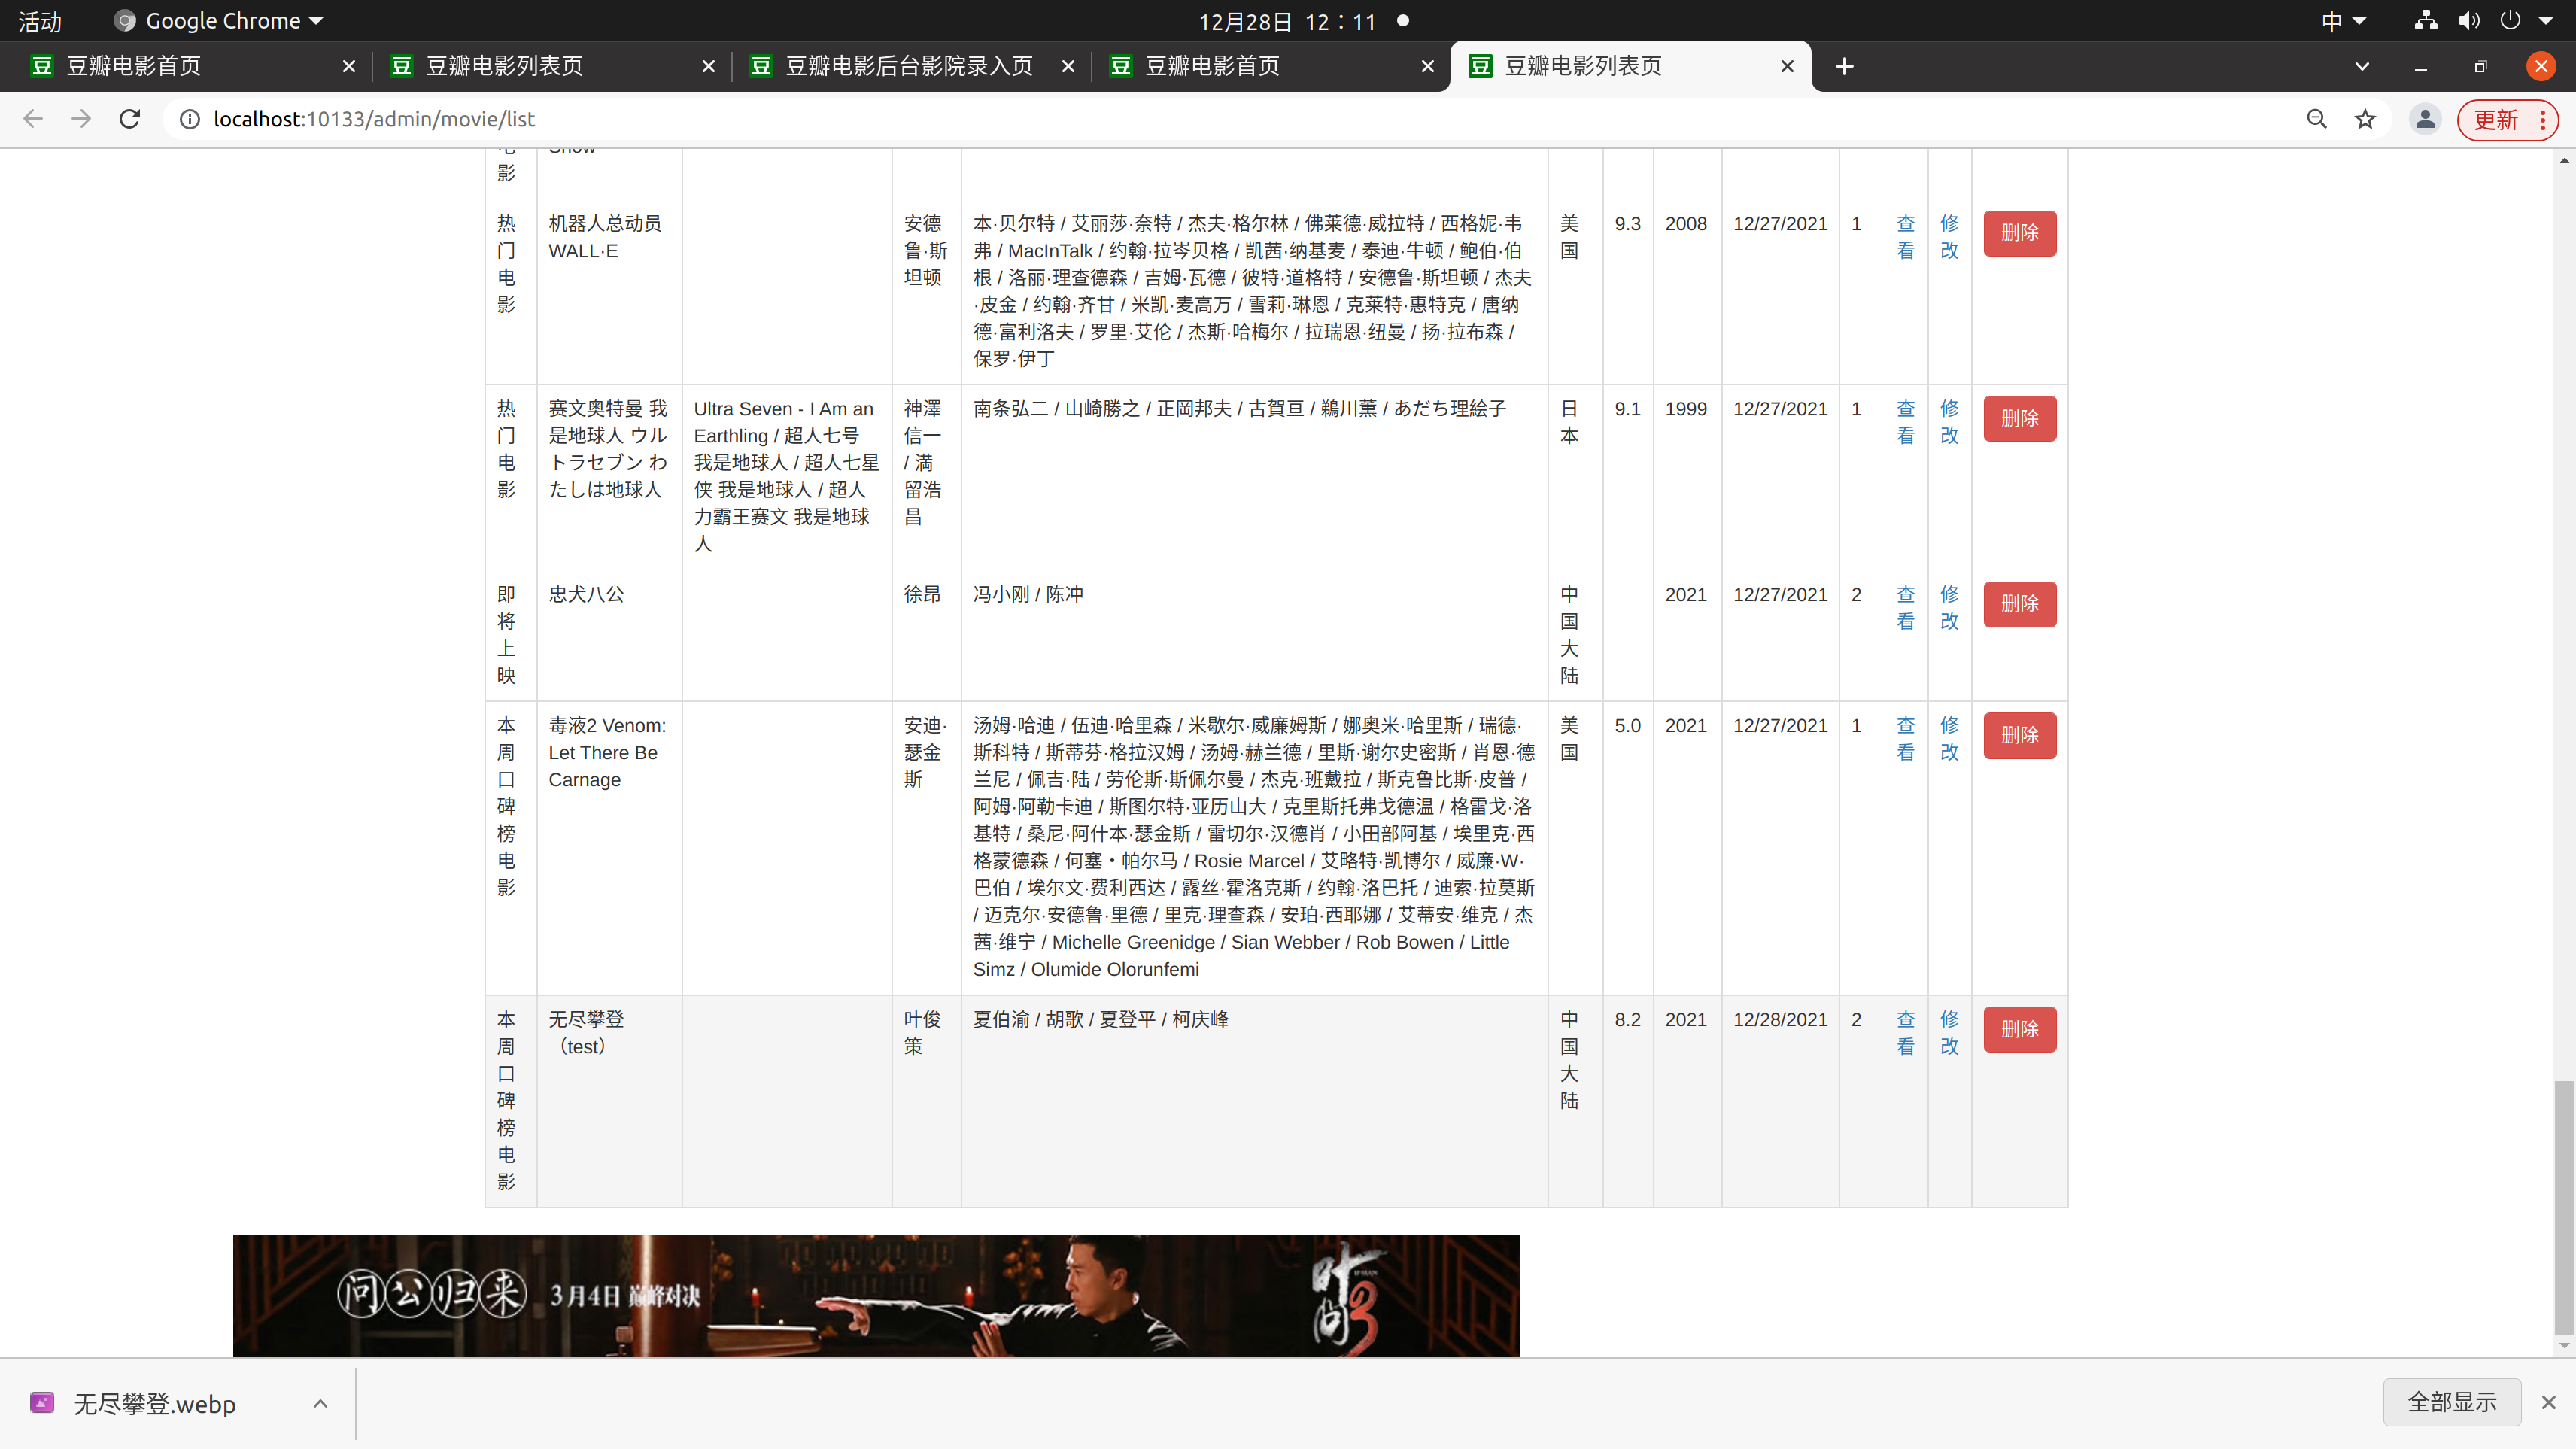 活动
Google Chrome
12月28日 12：11
中
豆瓣电影首页
豆瓣电影列表页
豆瓣电影后台影院录入页
豆瓣电影首页
豆瓣电影列表页
localhost:10133/admin/movie/list
更新
影
热
门
电
影
机器人总动员
WALL·E
安德
鲁·斯
坦顿
本·贝尔特 / 艾丽莎·奈特 / 杰夫·格尔林 / 佛莱德·威拉特 / 西格妮·韦
弗 / MacInTalk / 约翰·拉岑贝格 / 凯茜·纳基麦 / 泰迪·牛顿 / 鲍伯·伯
根 / 洛丽·理查德森 / 吉姆·瓦德 / 彼特·道格特 / 安德鲁·斯坦顿 / 杰夫
·皮金 / 约翰·齐甘 / 米凯·麦高万 / 雪莉·琳恩 / 克莱特·惠特克 / 唐纳
德·富利洛夫 / 罗里·艾伦 / 杰斯·哈梅尔 / 拉瑞恩·纽曼 / 扬·拉布森 /
保罗·伊丁
美
国
9.3
2008
12/27/2021
1
查
看
修
改
删除
热
门
电
影
赛文奥特曼 我
是地球人 ウル
トラセブン わ
たしは地球人
Ultra Seven - I Am an
Earthling / 超人七号
我是地球人 / 超人七星
侠 我是地球人 / 超人
力霸王赛文 我是地球
人
神澤
信一
/ 満
留浩
昌
南条弘二 / 山崎勝之 / 正岡邦夫 / 古賀亘 / 鵜川薫 / あだち理絵子
日
本
9.1
1999
12/27/2021
1
查
看
修
改
删除
即
将
上
映
忠犬八公
徐昂
冯小刚 / 陈冲
中
国
大
陆
2021
12/27/2021
2
查
看
修
改
删除
本
周
口
碑
榜
电
影
毒液2 Venom:
Let There Be
Carnage
安迪·
瑟金
斯
汤姆·哈迪 / 伍迪·哈里森 / 米歇尔·威廉姆斯 / 娜奥米·哈里斯 / 瑞德·
斯科特 / 斯蒂芬·格拉汉姆 / 汤姆·赫兰德 / 里斯·谢尔史密斯 / 肖恩·德
兰尼 / 佩吉·陆 / 劳伦斯·斯佩尔曼 / 杰克·班戴拉 / 斯克鲁比斯·皮普 /
阿姆·阿勒卡迪 / 斯图尔特·亚历山大 / 克里斯托弗戈德温 / 格雷戈·洛
基特 / 桑尼·阿什本·瑟金斯 / 雷切尔·汉德肖 / 小田部阿基 / 埃里克·西
格蒙德森 / 何塞・帕尔马 / Rosie Marcel / 艾略特·凯博尔 / 威廉·W·
巴伯 / 埃尔文·费利西达 / 露丝·霍洛克斯 / 约翰·洛巴托 / 迪索·拉莫斯
/ 迈克尔·安德鲁·里德 / 里克·理查森 / 安珀·西耶娜 / 艾蒂安·维克 / 杰
茜·维宁 / Michelle Greenidge / Sian Webber / Rob Bowen / Little
Simz / Olumide Olorunfemi
美
国
5.0
2021
12/27/2021
1
查
看
修
改
删除
本
周
口
碑
榜
电
影
无尽攀登
（test）
叶俊
策
夏伯渝 / 胡歌 / 夏登平 / 柯庆峰
中
国
大
陆
8.2
2021
12/28/2021
2
查
看
修
改
删除
问公归来
3月4日 巅峰对决
叶问3
无尽攀登.webp
全部显示